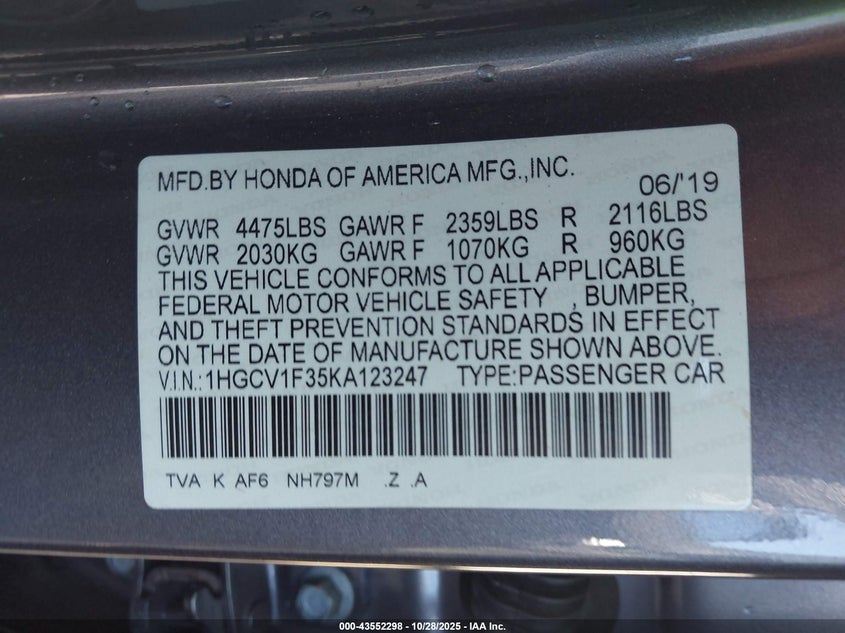 MFD.BY HONDA OF AMERICA MFG.,INC. 06/'19
GVWR 4475LBS GAWR F 2359LBS R 2116LBS
GVWR 2030KG GAWR F 1070KG R 960KG
THIS VEHICLE CONFORMS TO ALL APPLICABLE
FEDERAL MOTOR VEHICLE SAFETY , BUMPER,
AND THEFT PREVENTION STANDARDS IN EFFECT
ON THE DATE OF MANUFACTURE SHOWN ABOVE.
V.I.N.:1HGCV1F35KA123247 TYPE:PASSENGER CAR
TVA K AF6 NH797M .Z .A
000-43552298 | 10/28/2025 - IAA Inc.